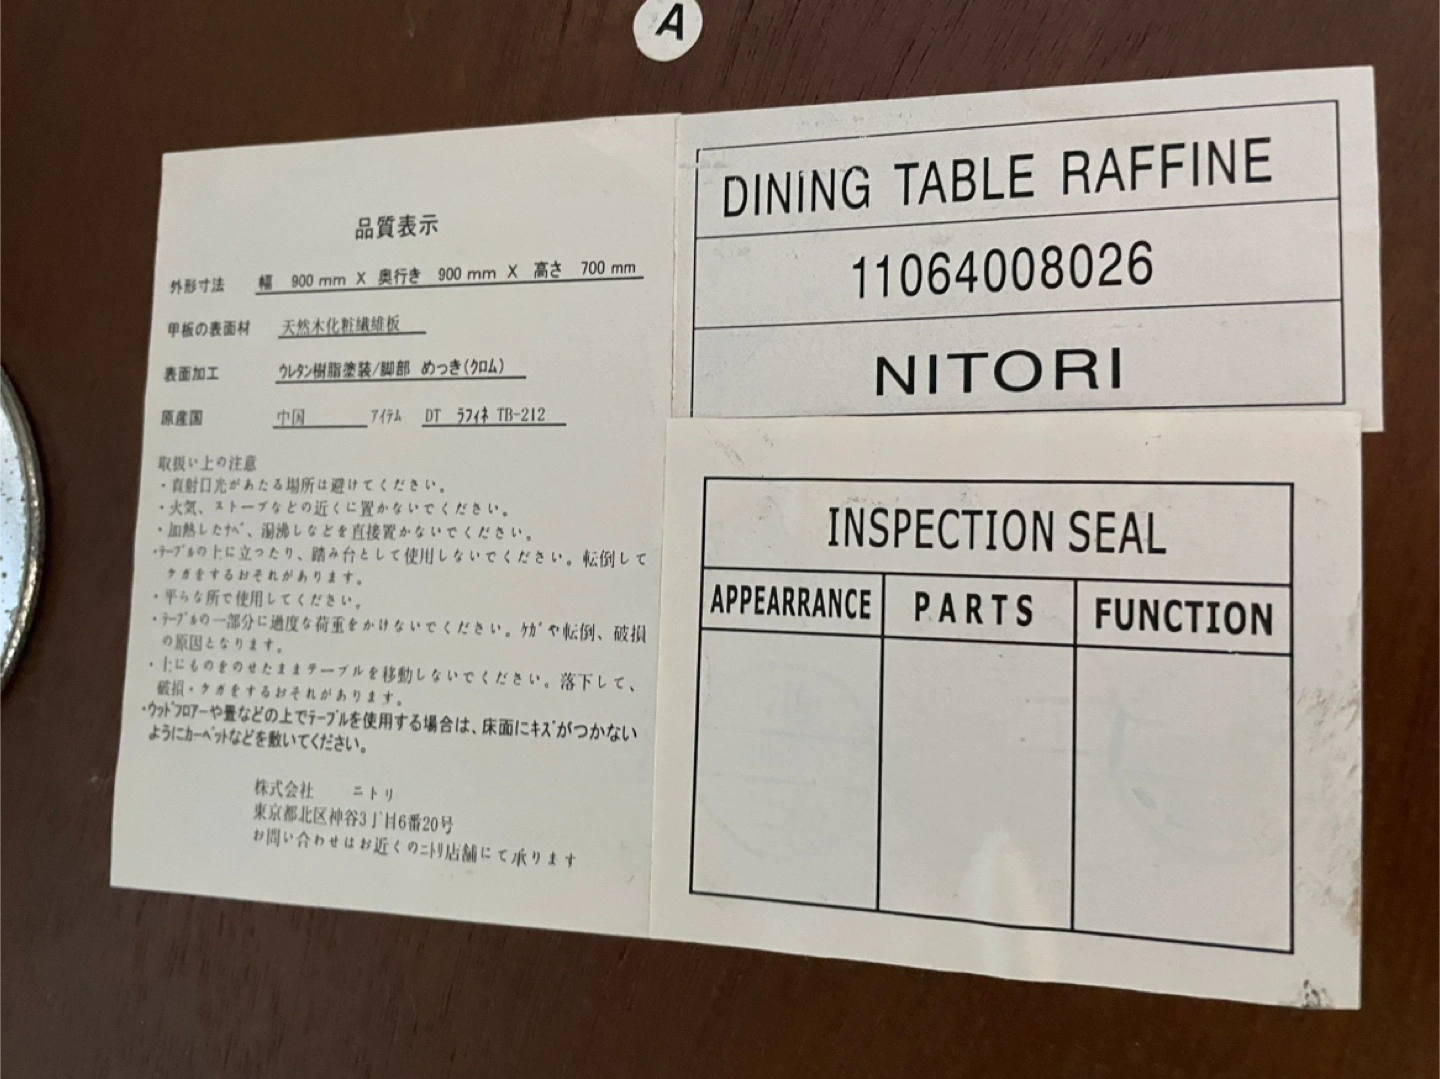 A
品質表示
外形寸法 幅 900 mm X 奥行き 900 mm X 高さ 700 mm
甲板の表面材 天然木化粧繊維板
表面加工 ウレタン樹脂塗装/脚部 めっき(クロム)
原産国 中国 アイテム DT ラフィネ TB-212
取扱い上の注意
・直射日光があたる場所は避けてください。
・火気、ストーブなどの近くに置かないでください。
・加熱したナベ、湯沸しなどを直接置かないでください。
・テーブルの上に立ったり、踏み台として使用しないでください。転倒して
ケガをするおそれがあります。
・平らな所で使用してください。
・テーブルの一部分に過度な荷重をかけないでください。ケガや転倒、破損
の原因となります。
・上にものをのせたままテーブルを移動しないでください。落下して、
破損・ケガをするおそれがあります。
・ウッドフロアーや畳などの上でテーブルを使用する場合は、床面にキズがつかない
ようにカーペットなどを敷いてください。
株式会社 ニトリ
東京都北区神谷3丁目6番20号
お問い合わせはお近くのニトリ店舗にて承ります
DINING TABLE RAFFINE
11064008026
NITORI
INSPECTION SEAL
APPEARRANCE PARTS FUNCTION